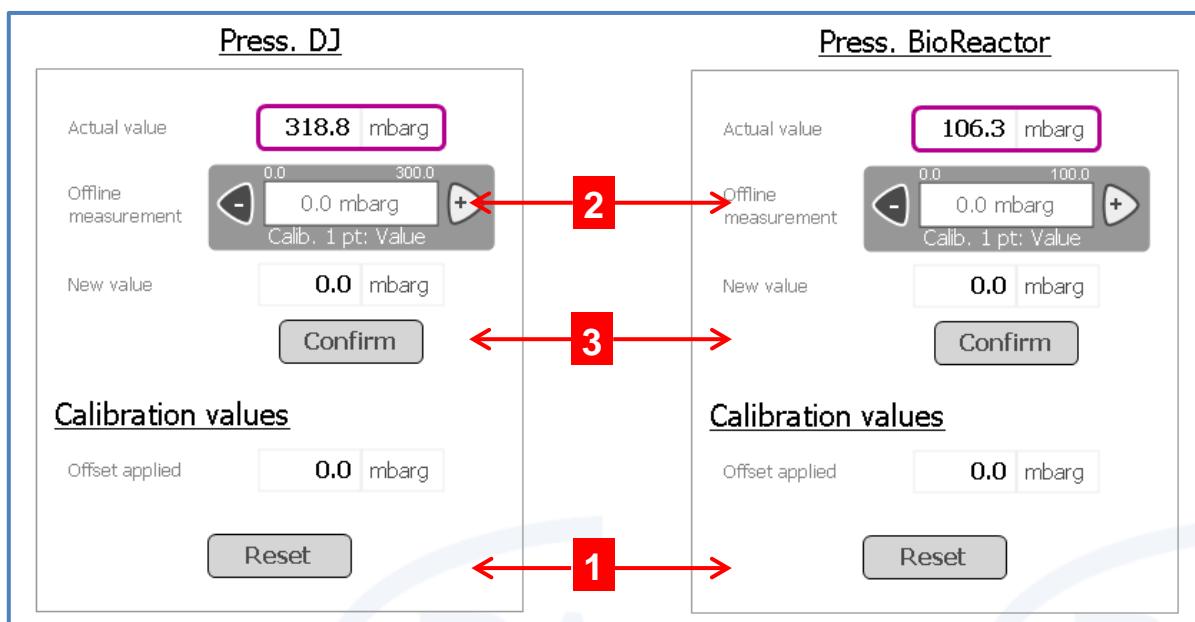 Press. DJ
Actual value 318.8 mbarg
0.0 300.0
Offline
measurement
- 0.0 mbarg +
Calib. 1 pt: Value
New value 0.0 mbarg
Confirm
Calibration values
Offset applied 0.0 mbarg
Reset
2
3
1
Press. BioReactor
Actual value 106.3 mbarg
0.0 100.0
Offline
measurement
- 0.0 mbarg +
Calib. 1 pt: Value
New value 0.0 mbarg
Confirm
Calibration values
Offset applied 0.0 mbarg
Reset